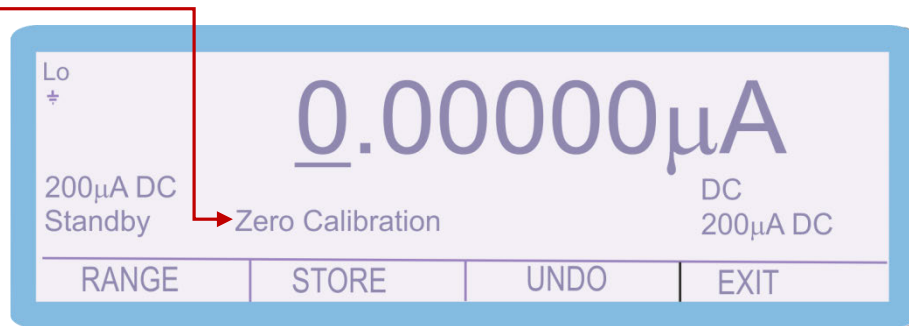 Lo
0.00000µA
200µA DC
DC
Standby
Zero Calibration
200µA DC
RANGE
STORE
UNDO
EXIT